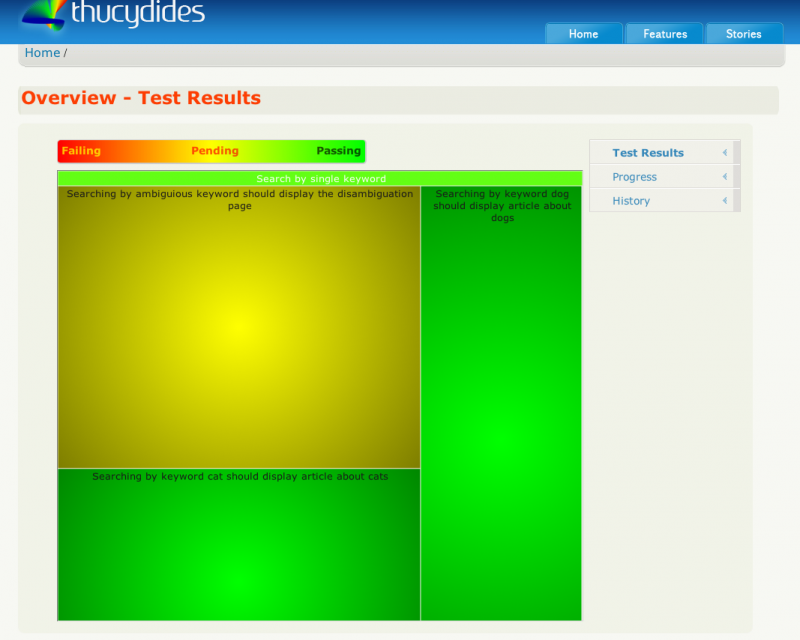 thucydides
Home
Features
Stories
Home /
Overview - Test Results
Failing
Pending
Passing
Test Results
Progress
History
Search by single keyword
Searching by ambiguious keyword should display the disambiguation
page
Searching by keyword dog
should display article about
dogs
Searching by keyword cat should display article about cats